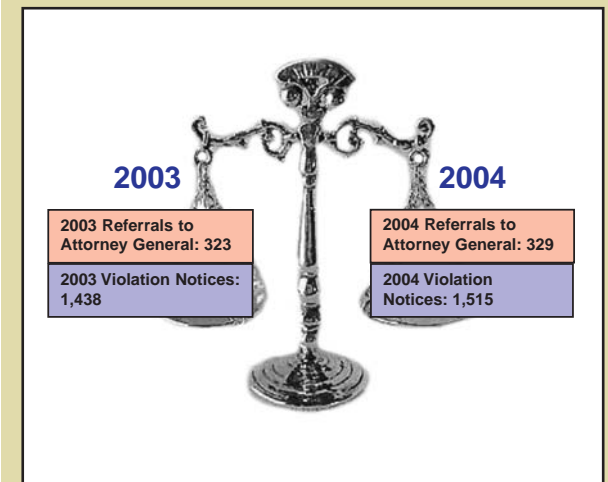 2003
2004
2003 Referrals to
Attorney General: 323
2003 Violation Notices:
1,438
2004 Referrals to
Attorney General: 329
2004 Violation
Notices: 1,515